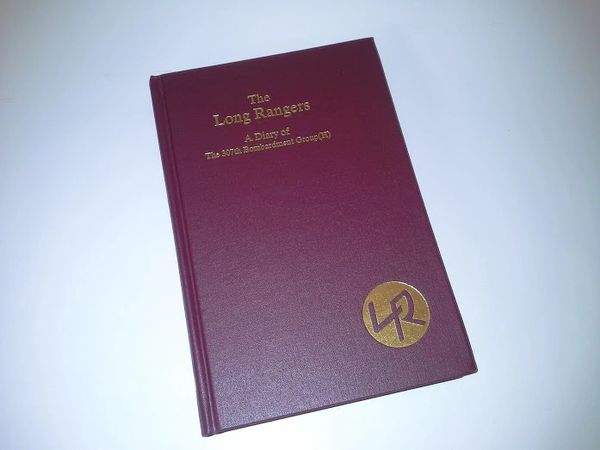 The
Long Rangers
A Diary of
The 307th Bombardment Group(H)
LR